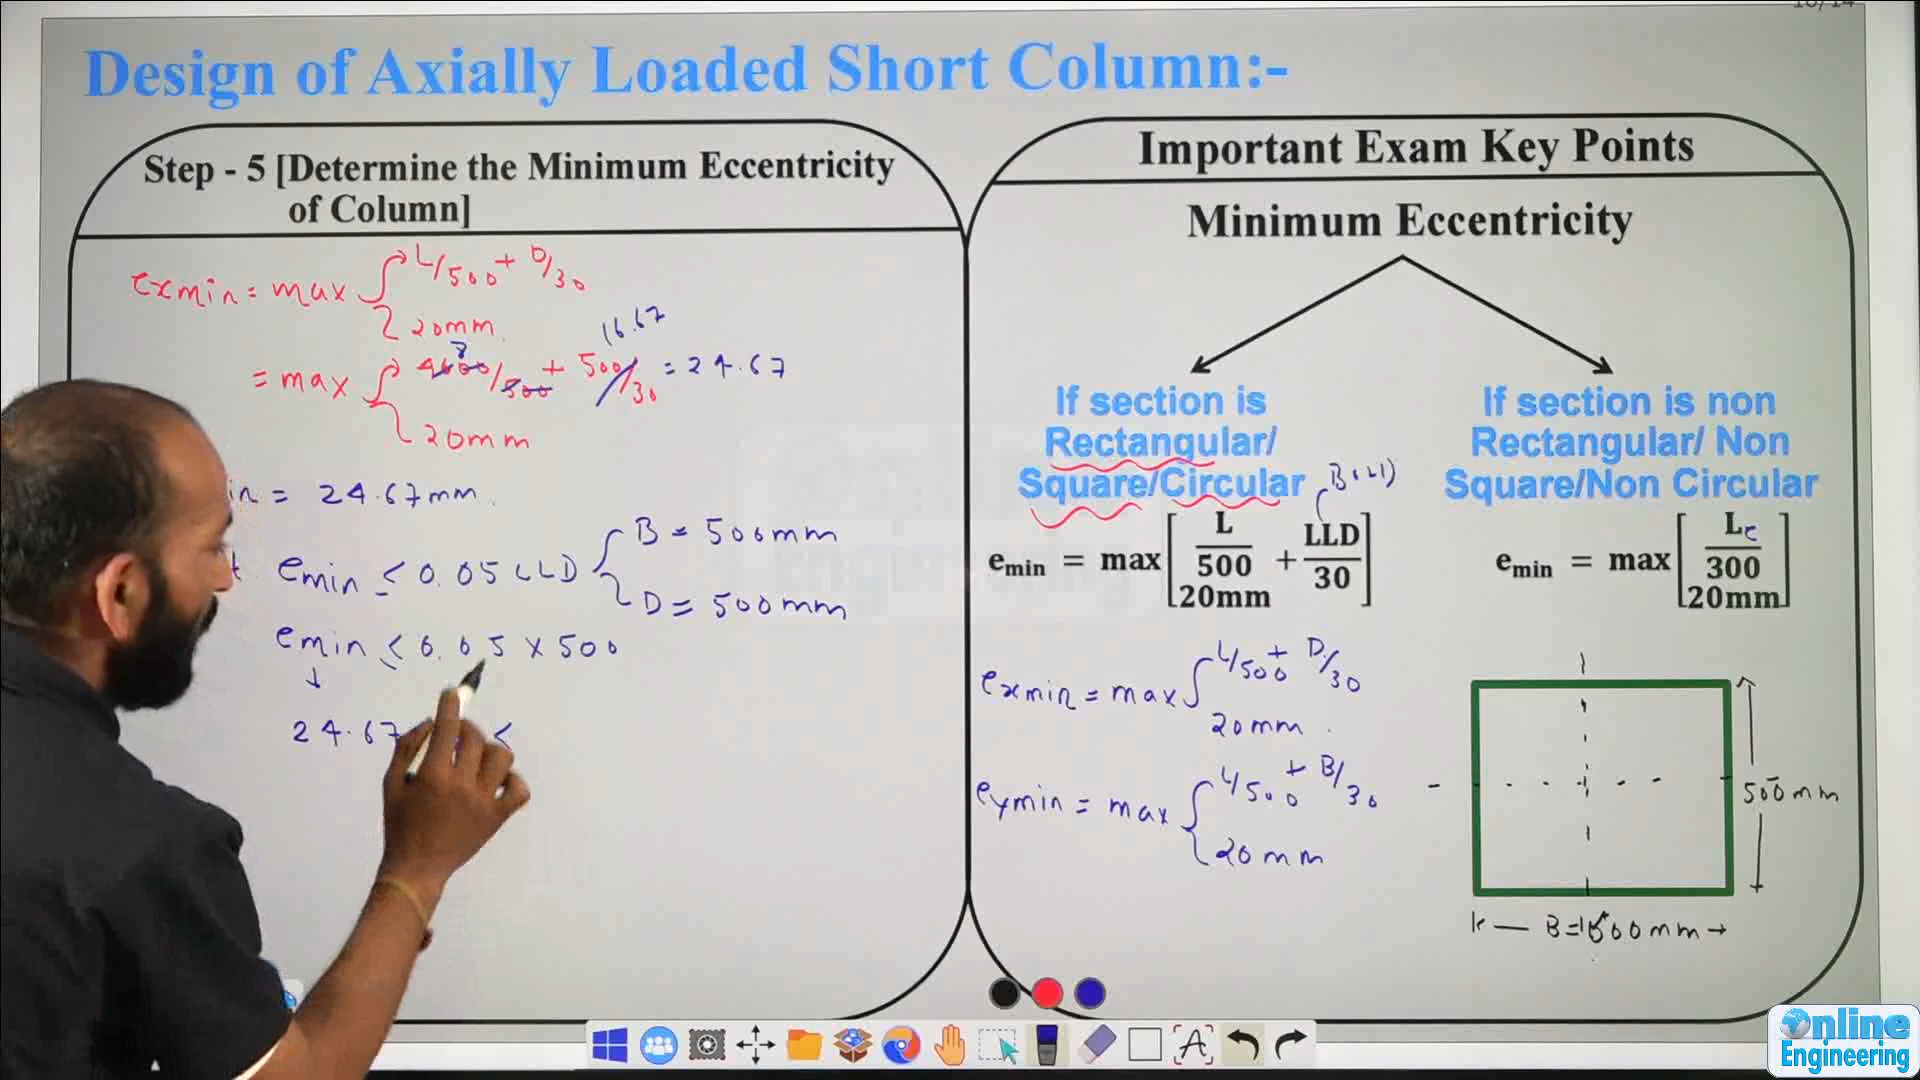 Design of Axially Loaded Short Column:-
Step - 5 [Determine the Minimum Eccentricity
of Column]
exmin = max L/500 + D/30
20mm
= max 4000/500 + 500/30 = 24.67
8
16.67
20mm
in = 24.67mm.
emin ≤ 0.05 LLD B = 500mm
D = 500mm
emin ≤ 0.05 x 500
24.67 <
Important Exam Key Points
Minimum Eccentricity
If section is
Rectangular/
Square/Circular
emin = max [ L/500 + LLD/30
20mm ]
exmin = max L/500 + D/30
20mm
eymin = max L/500 + B/30
20mm
If section is non
Rectangular/ Non
Square/Non Circular
emin = max [ Lc/300
20mm ]
500mm
B=500mm
Online
Engineering
Online
Engineering